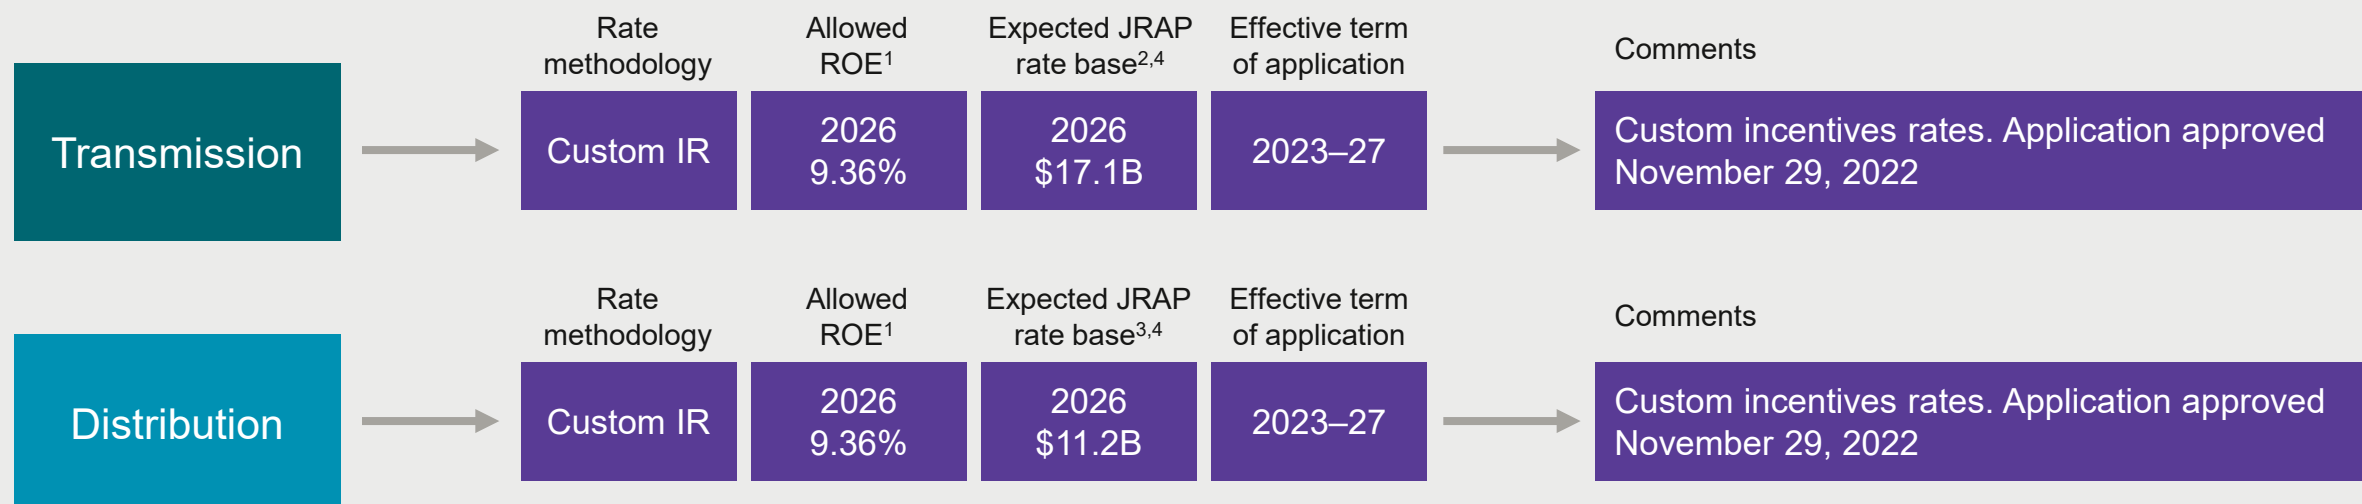 Rate
methodology
Allowed
ROE1
Expected JRAP
rate base2,4
Effective term
of application
Comments
Transmission
Custom IR
2026
9.36%
2026
$17.1B
2023–27
Custom incentives rates. Application approved
November 29, 2022
Rate
methodology
Allowed
ROE1
Expected JRAP
rate base3,4
Effective term
of application
Comments
Distribution
Custom IR
2026
9.36%
2026
$11.2B
2023–27
Custom incentives rates. Application approved
November 29, 2022